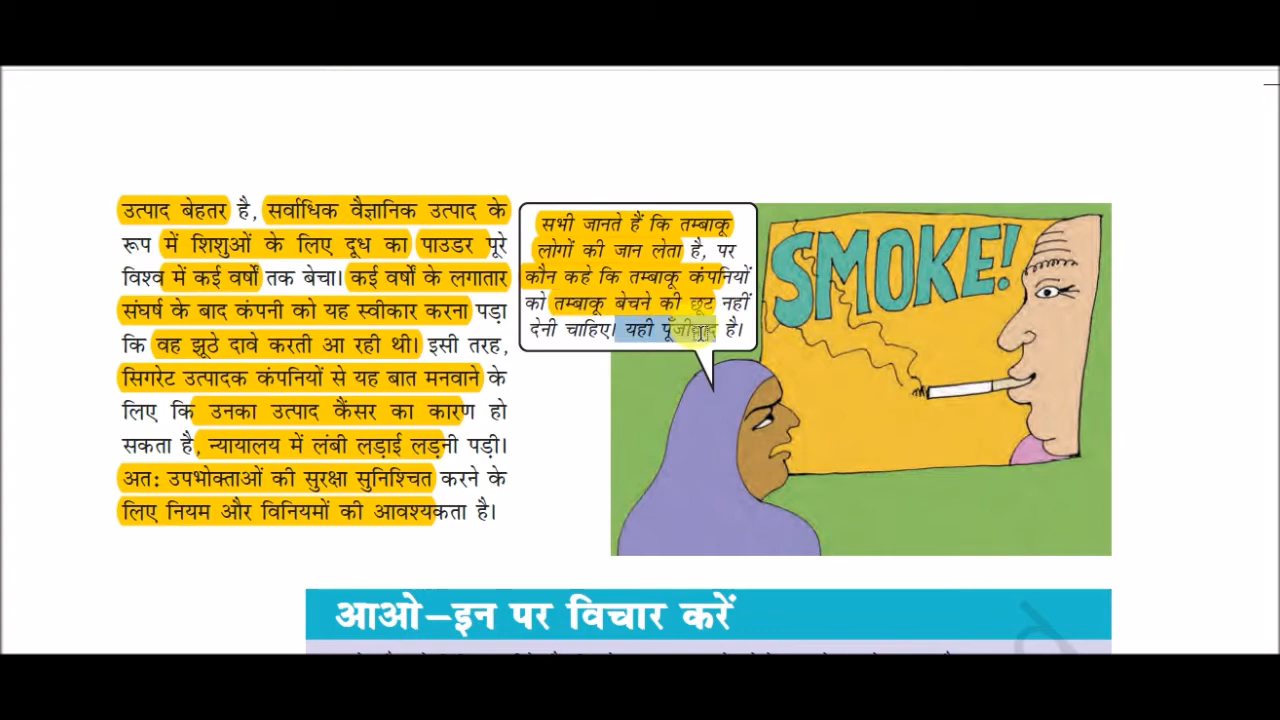 उत्पाद बेहतर है, सर्वाधिक वैज्ञानिक उत्पाद के
रूप में शिशुओं के लिए दूध का पाउडर पूरे
विश्व में कई वर्षों तक बेचा। कई वर्षों के लगातार
संघर्ष के बाद कंपनी को यह स्वीकार करना पड़ा
कि वह झूठे दावे करती आ रही थी। इसी तरह,
सिगरेट उत्पादक कंपनियों से यह बात मनवाने के
लिए कि उनका उत्पाद कैंसर का कारण हो
सकता है, न्यायालय में लंबी लड़ाई लड़नी पड़ी।
अतः उपभोक्ताओं की सुरक्षा सुनिश्चित करने के
लिए नियम और विनियमों की आवश्यकता है।
सभी जानते हैं कि तम्बाकू
लोगों की जान लेता है, पर
कौन कहे कि तम्बाकू कंपनियों
को तम्बाकू बेचने की छूट नहीं
देनी चाहिए। यही पूँजीवाद है।
SMOKE!
आओ–इन पर विचार करें